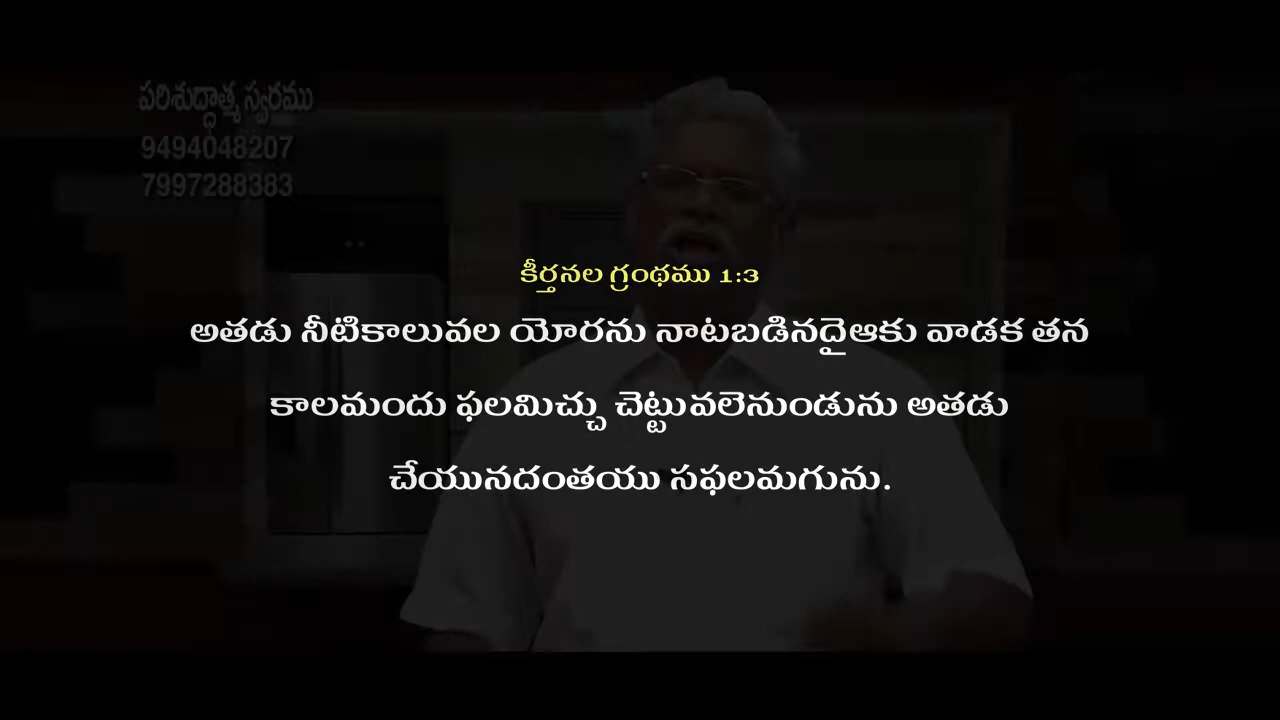 పరిశుద్ధాత్మ స్వరము
9494048207
7997288383
కీర్తనల గ్రంథము 1:3
అతడు నీటికాలువల యోరను నాటబడినదైఆకు వాడక తన
కాలమందు ఫలమిచ్చు చెట్టువలెనుండును అతడు
చేయునదంతయు సఫలమగును.